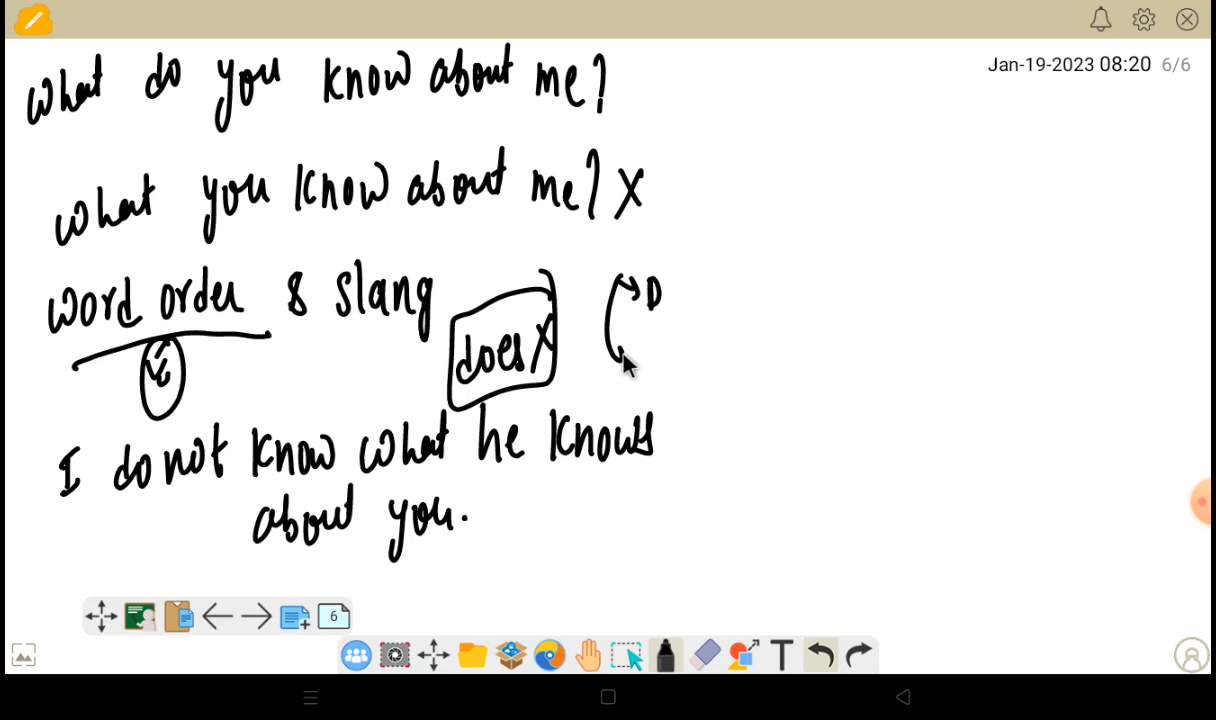 Jan-19-2023 08:20 6/6
What do you know about me?
What you know about me? X
Word order & slang
does X
D
I do not know what he knows
about you.
6
T